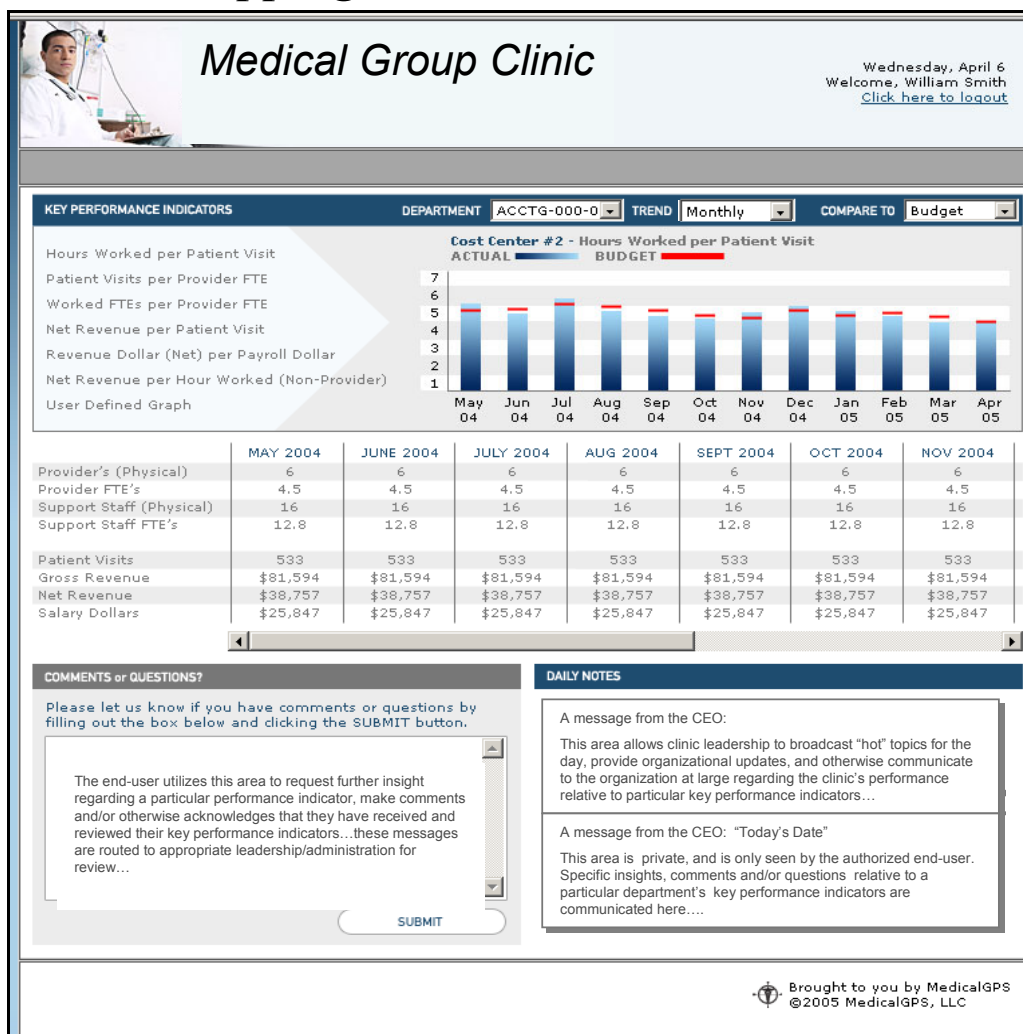 Medical Group Clinic
Wednesday, April 6
Welcome, William Smith
Click here to logout
KEY PERFORMANCE INDICATORS
DEPARTMENT ACCTG-000-0 TREND Monthly COMPARE TO Budget
Hours Worked per Patient Visit
Patient Visits per Provider FTE
Worked FTEs per Provider FTE
Net Revenue per Patient Visit
Revenue Dollar (Net) per Payroll Dollar
Net Revenue per Hour Worked (Non-Provider)
User Defined Graph
Cost Center #2 - Hours Worked per Patient Visit
ACTUAL BUDGET
7
6
5
4
3
2
1
May Jun Jul Aug Sep Oct Nov Dec Jan Feb Mar Apr
04 04 04 04 04 04 04 04 05 05 05 05
MAY 2004 JUNE 2004 JULY 2004 AUG 2004 SEPT 2004 OCT 2004 NOV 2004
Provider's (Physical) 6 6 6 6 6 6 6
Provider FTE's 4.5 4.5 4.5 4.5 4.5 4.5 4.5
Support Staff (Physical) 16 16 16 16 16 16 16
Support Staff FTE's 12.8 12.8 12.8 12.8 12.8 12.8 12.8
Patient Visits 533 533 533 533 533 533 533
Gross Revenue $81,594 $81,594 $81,594 $81,594 $81,594 $81,594 $81,594
Net Revenue $38,757 $38,757 $38,757 $38,757 $38,757 $38,757 $38,757
Salary Dollars $25,847 $25,847 $25,847 $25,847 $25,847 $25,847 $25,847
COMMENTS or QUESTIONS?
Please let us know if you have comments or questions by
filling out the box below and clicking the SUBMIT button.
The end-user utilizes this area to request further insight
regarding a particular performance indicator, make comments
and/or otherwise acknowledges that they have received and
reviewed their key performance indicators…these messages
are routed to appropriate leadership/administration for
review…
SUBMIT
DAILY NOTES
A message from the CEO:
This area allows clinic leadership to broadcast “hot” topics for the
day, provide organizational updates, and otherwise communicate
to the organization at large regarding the clinic's performance
relative to particular key performance indicators…
A message from the CEO: “Today's Date”
This area is private, and is only seen by the authorized end-user.
Specific insights, comments and/or questions relative to a
particular department's key performance indicators are
communicated here….
Brought to you by MedicalGPS
©2005 MedicalGPS, LLC